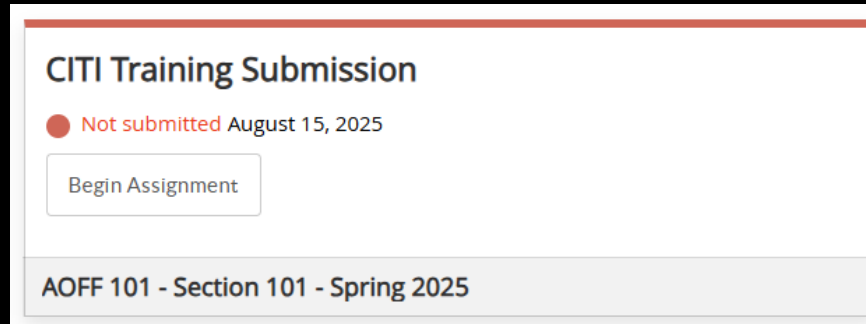 CITI Training Submission
Not submitted August 15, 2025
Begin Assignment
AOFF 101 - Section 101 - Spring 2025